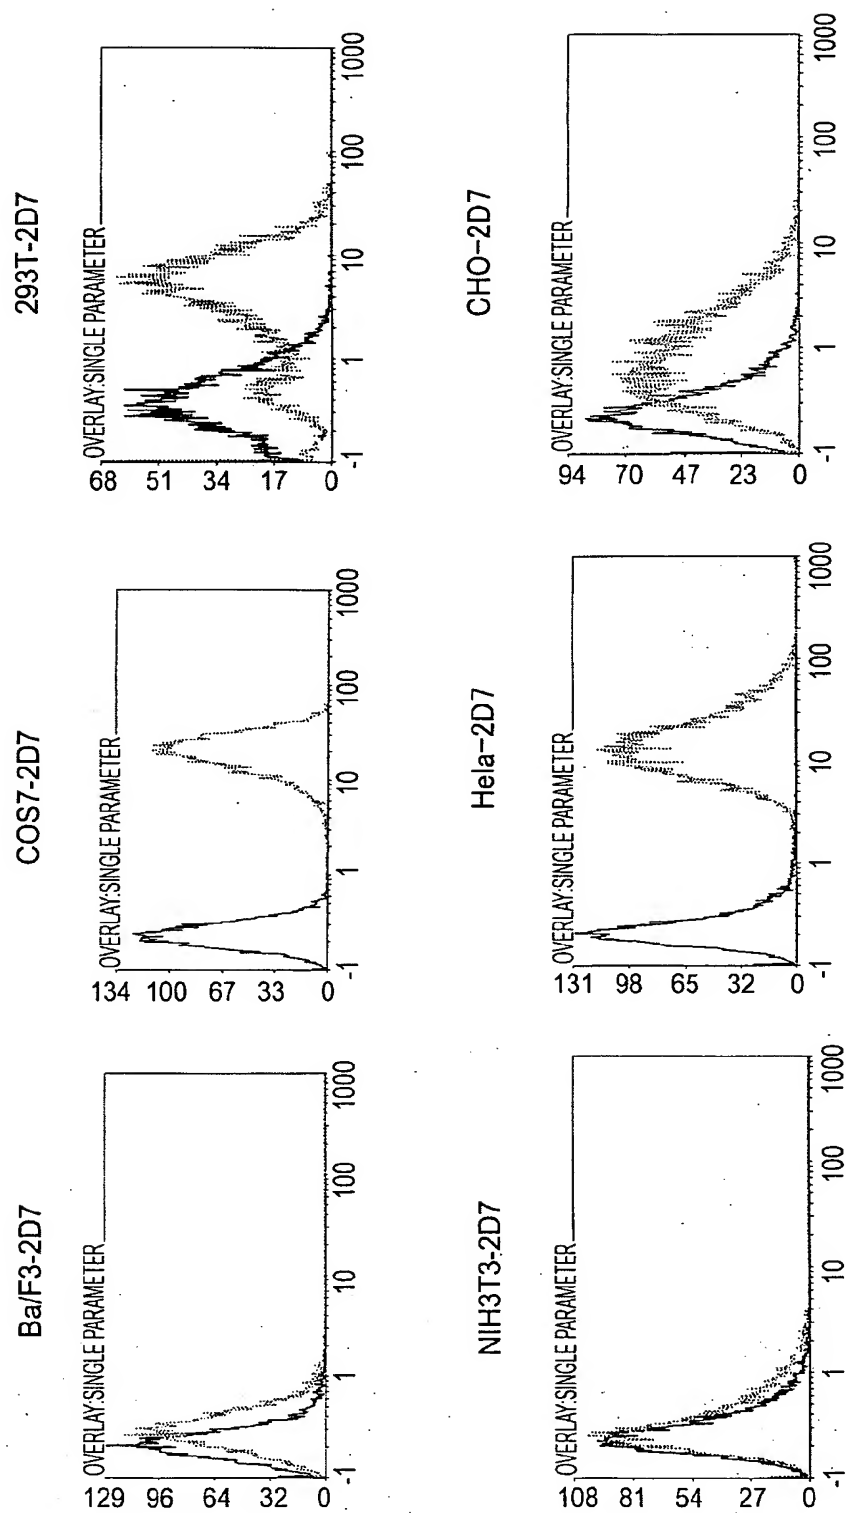 Ba/F3-2D7
OVERLAY:SINGLE PARAMETER
129
96
64
32
0
-1 1 10 100 1000
COS7-2D7
OVERLAY:SINGLE PARAMETER
134
100
67
33
0
-1 1 10 100 1000
293T-2D7
OVERLAY:SINGLE PARAMETER
68
51
34
17
0
-1 1 10 100 1000
NIH3T3-2D7
OVERLAY:SINGLE PARAMETER
108
81
54
27
0
-1 1 10 100 1000
Hela-2D7
OVERLAY:SINGLE PARAMETER
131
98
65
32
0
-1 1 10 100 1000
CHO-2D7
OVERLAY:SINGLE PARAMETER
94
70
47
23
0
-1 1 10 100 1000